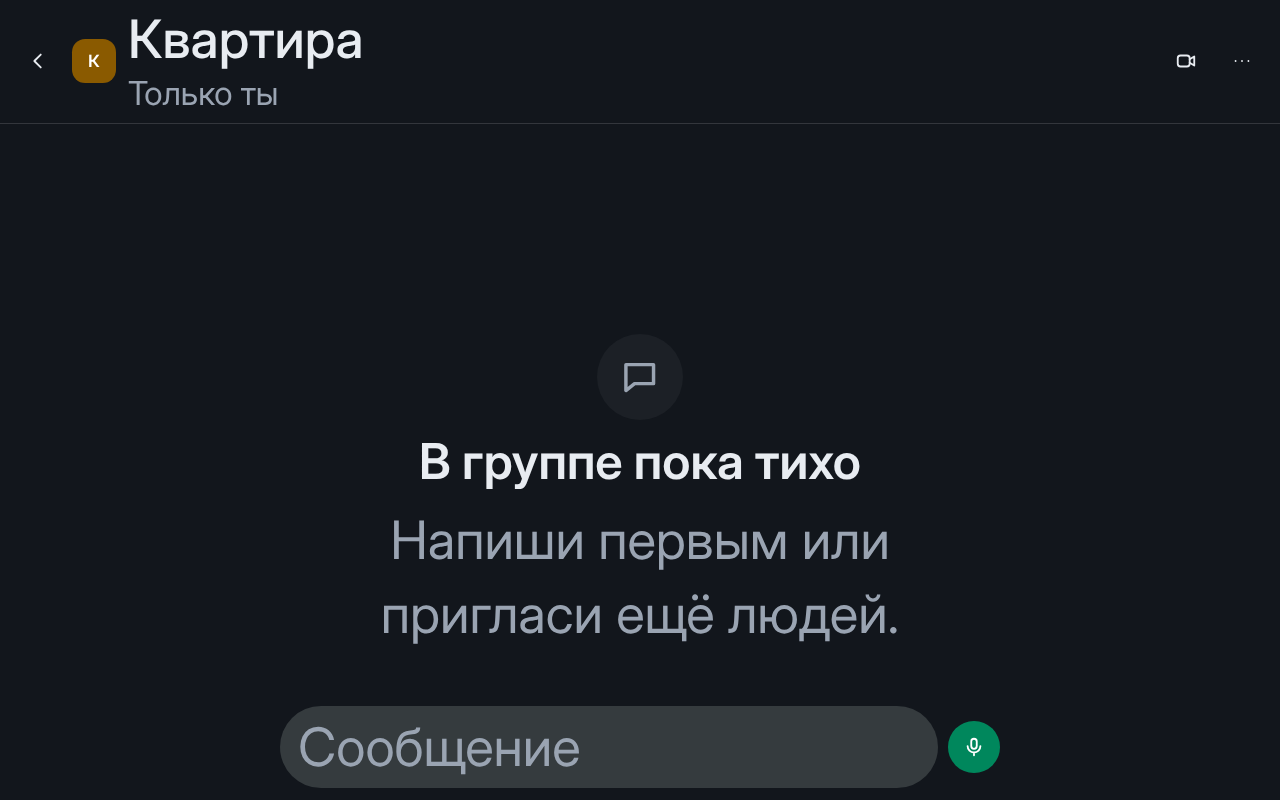 К
Квартира
Только ты
В группе пока тихо
Напиши первым или
пригласи ещё людей.
Сообщение